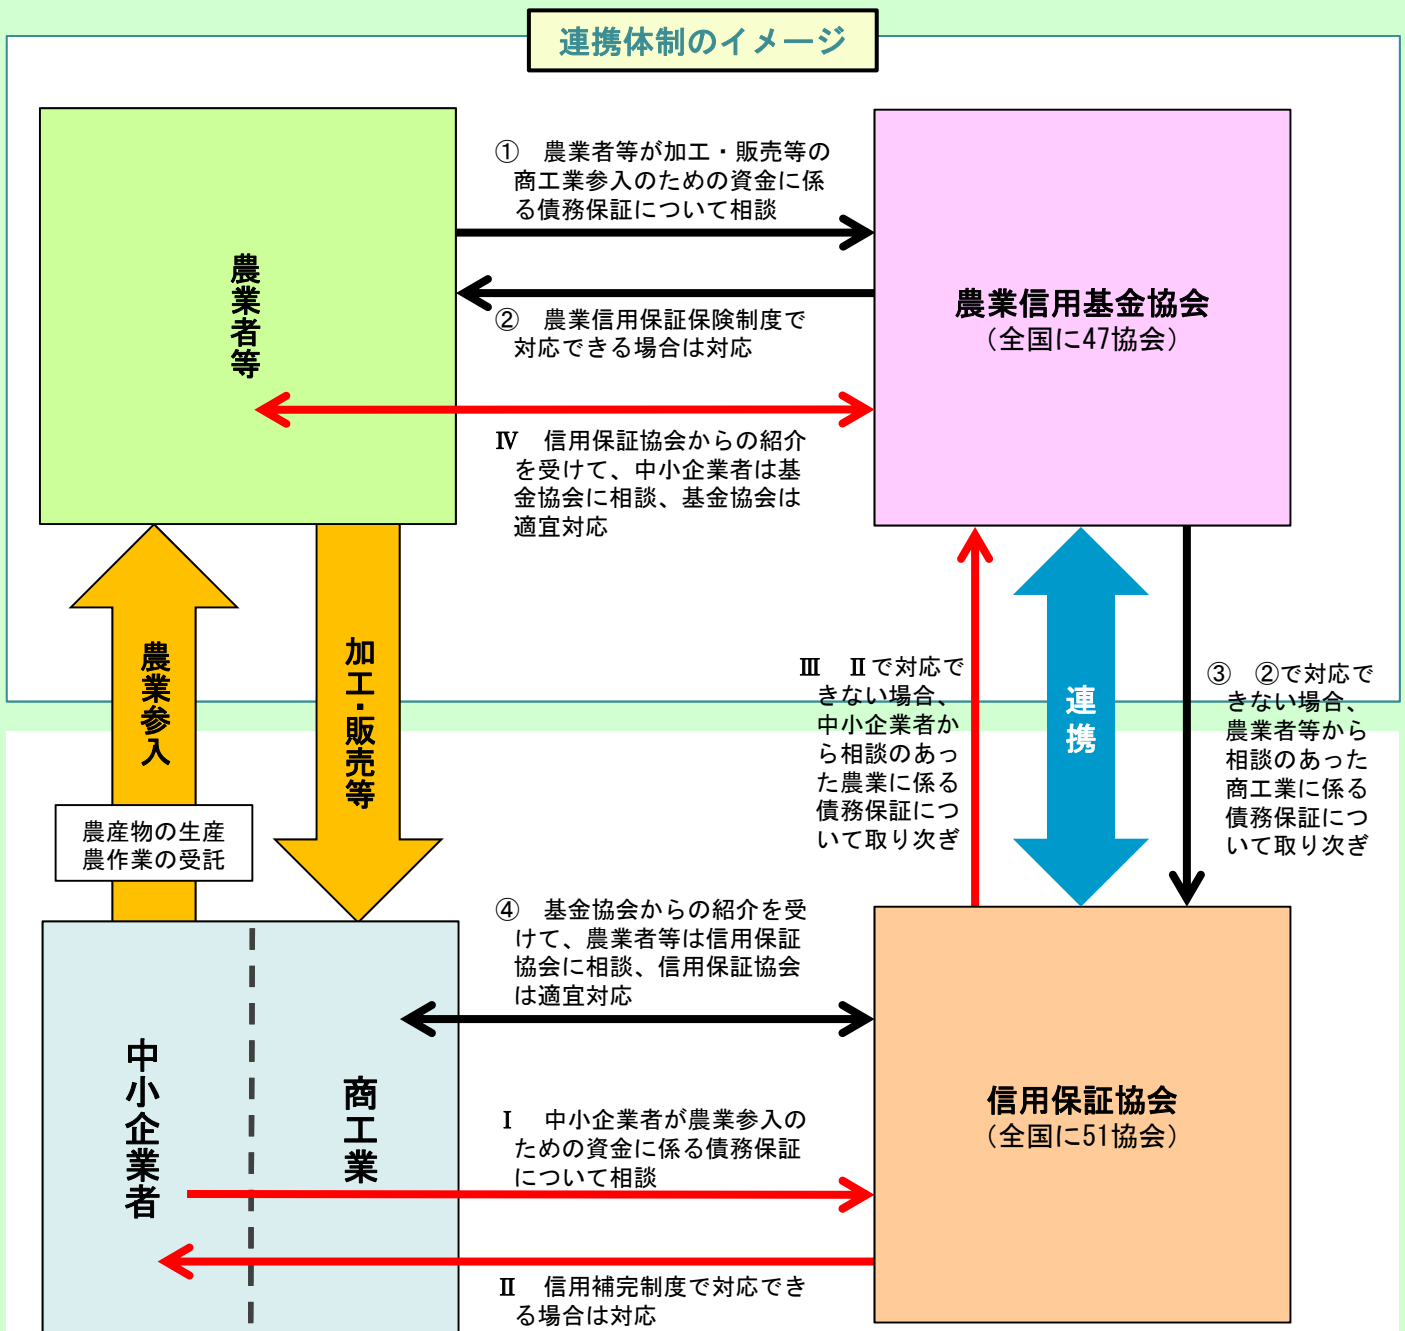 連携体制のイメージ
農業者等
① 農業者等が加工・販売等の
商工業参入のための資金に係
る債務保証について相談
② 農業信用保証保険制度で
対応できる場合は対応
Ⅳ 信用保証協会からの紹介
を受けて、中小企業者は基
金協会に相談、基金協会は
適宜対応
農業信用基金協会
（全国に47協会）
農業参入
加工・販売等
農産物の生産
農作業の受託
Ⅲ Ⅱで対応で
きない場合、
中小企業者か
ら相談のあっ
た農業に係る
債務保証につ
いて取り次ぎ
連携
③ ②で対応で
きない場合、
農業者等から
相談のあった
商工業に係る
債務保証につ
いて取り次ぎ
中小企業者
商工業
④ 基金協会からの紹介を受
けて、農業者等は信用保証
協会に相談、信用保証協会
は適宜対応
Ⅰ 中小企業者が農業参入の
ための資金に係る債務保証
について相談
Ⅱ 信用補完制度で対応でき
る場合は対応
信用保証協会
（全国に51協会）